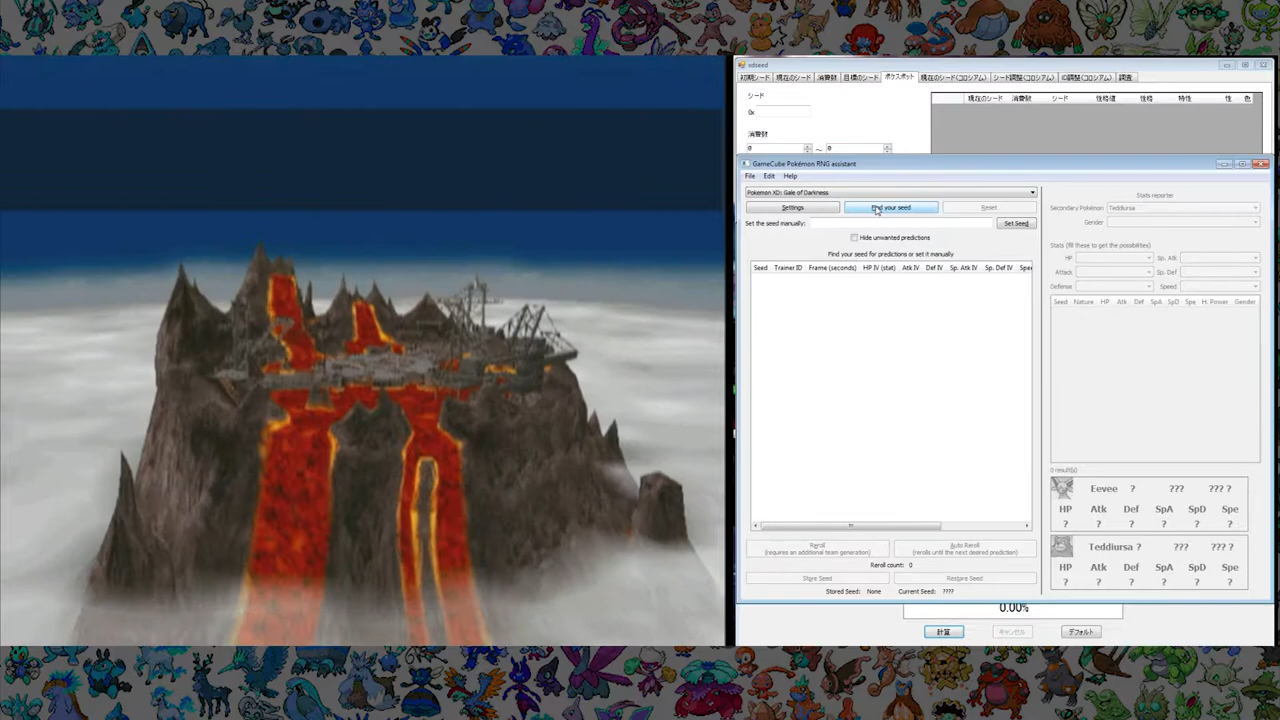 xdseed
初期シード 現在のシード 消費数 目標のシード ポケスポット 現在のシード(コロシアム) シード調整(コロシアム) ID調整(コロシアム) 調査
シード
0x
消費数
0 ～ 0
現在のシード 消費数 シード 性格値 性格 特性 性 色
GameCube Pokémon RNG assistant
File Edit Help
Pokemon XD: Gale of Darkness
Settings Find your seed Reset
Set the seed manually: Set Seed
Hide unwanted predictions
Find your seed for predictions or set it manually
Seed Trainer ID Frame (seconds) HP IV (stat) Atk IV Def IV Sp. Atk IV Sp. Def IV Spee
Reroll
(requires an additional team generation)
Auto Reroll
(rerolls until the next desired prediction)
Reroll count: 0
Store Seed Restore Seed
Stored Seed: None Current Seed: ????
Stats reporter
Secondary Pokémon: Teddiursa
Gender:
Stats (fill these to get the possibilities)
HP : Sp. Atk :
Attack : Sp. Def :
Defense : Speed :
Seed Nature HP Atk Def SpA SpD Spe H. Power Gender
0 result(s)
Eevee ? ??? ??? ?
HP Atk Def SpA SpD Spe
? ? ? ? ? ?
Teddiursa ? ??? ??? ?
HP Atk Def SpA SpD Spe
? ? ? ? ? ?
0.00%
計算 キャンセル デフォルト